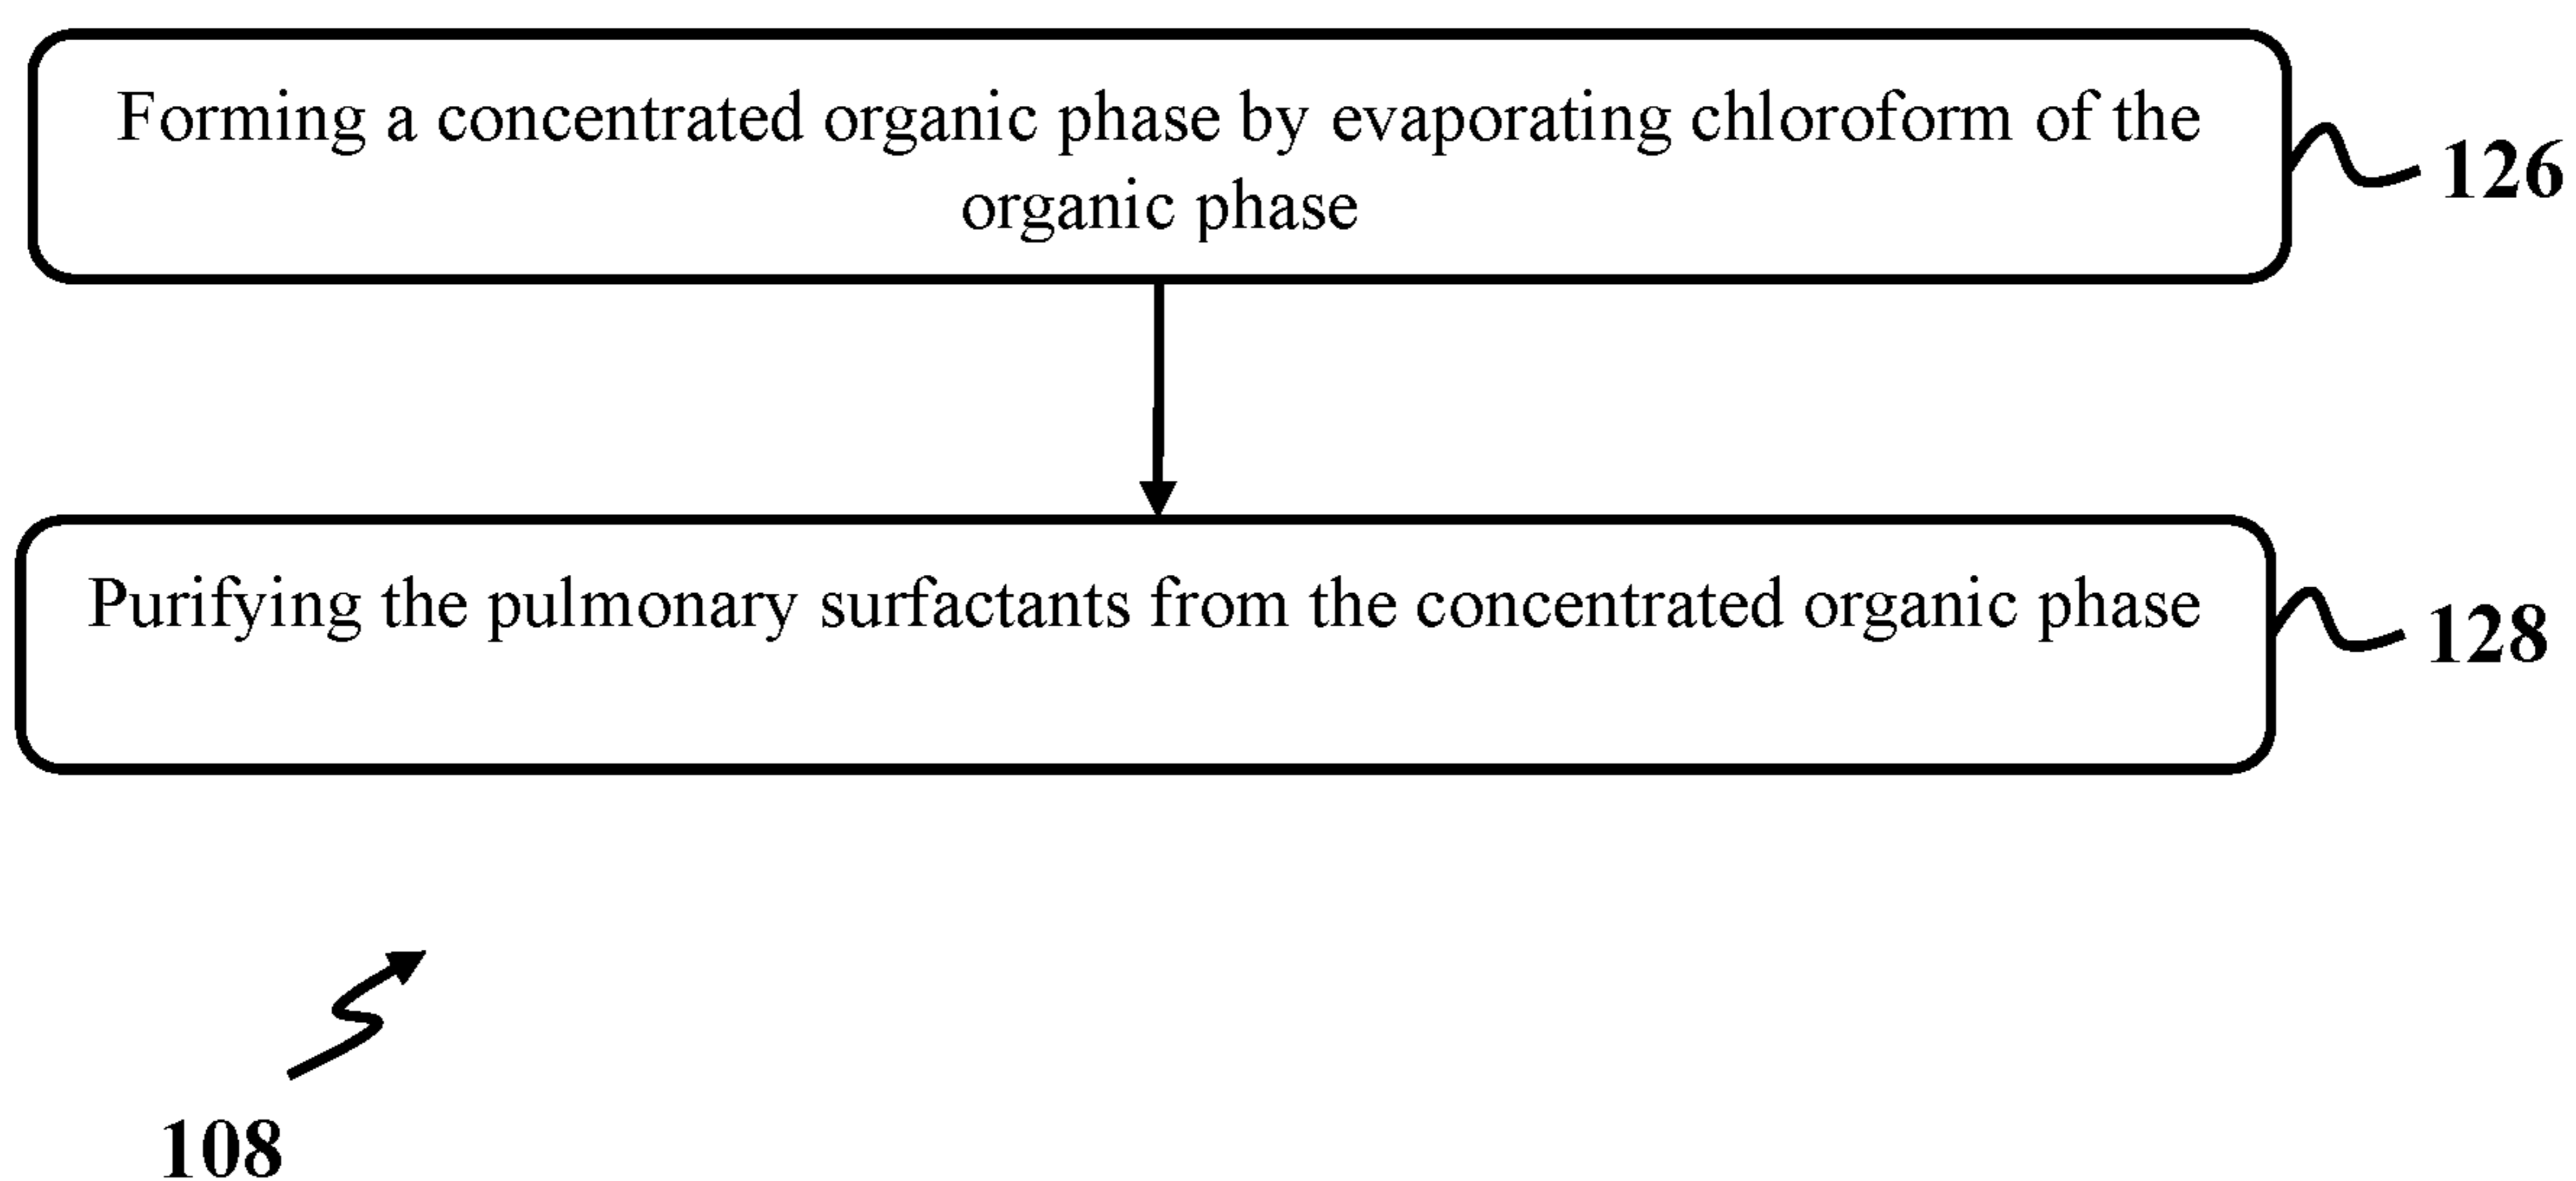 Forming a concentrated organic phase by evaporating chloroform of the
organic phase
126
Purifying the pulmonary surfactants from the concentrated organic phase
128
108